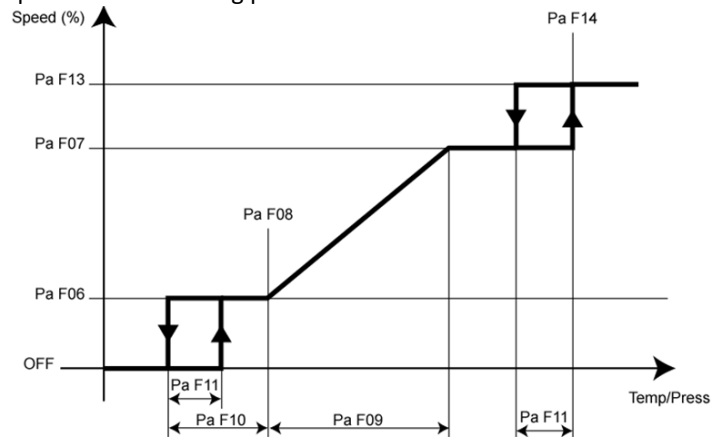 Speed (%)
Pa F14
Pa F13
Pa F07
Pa F08
Pa F06
OFF
Temp/Press
Pa F11
Pa F10
Pa F09
Pa F11